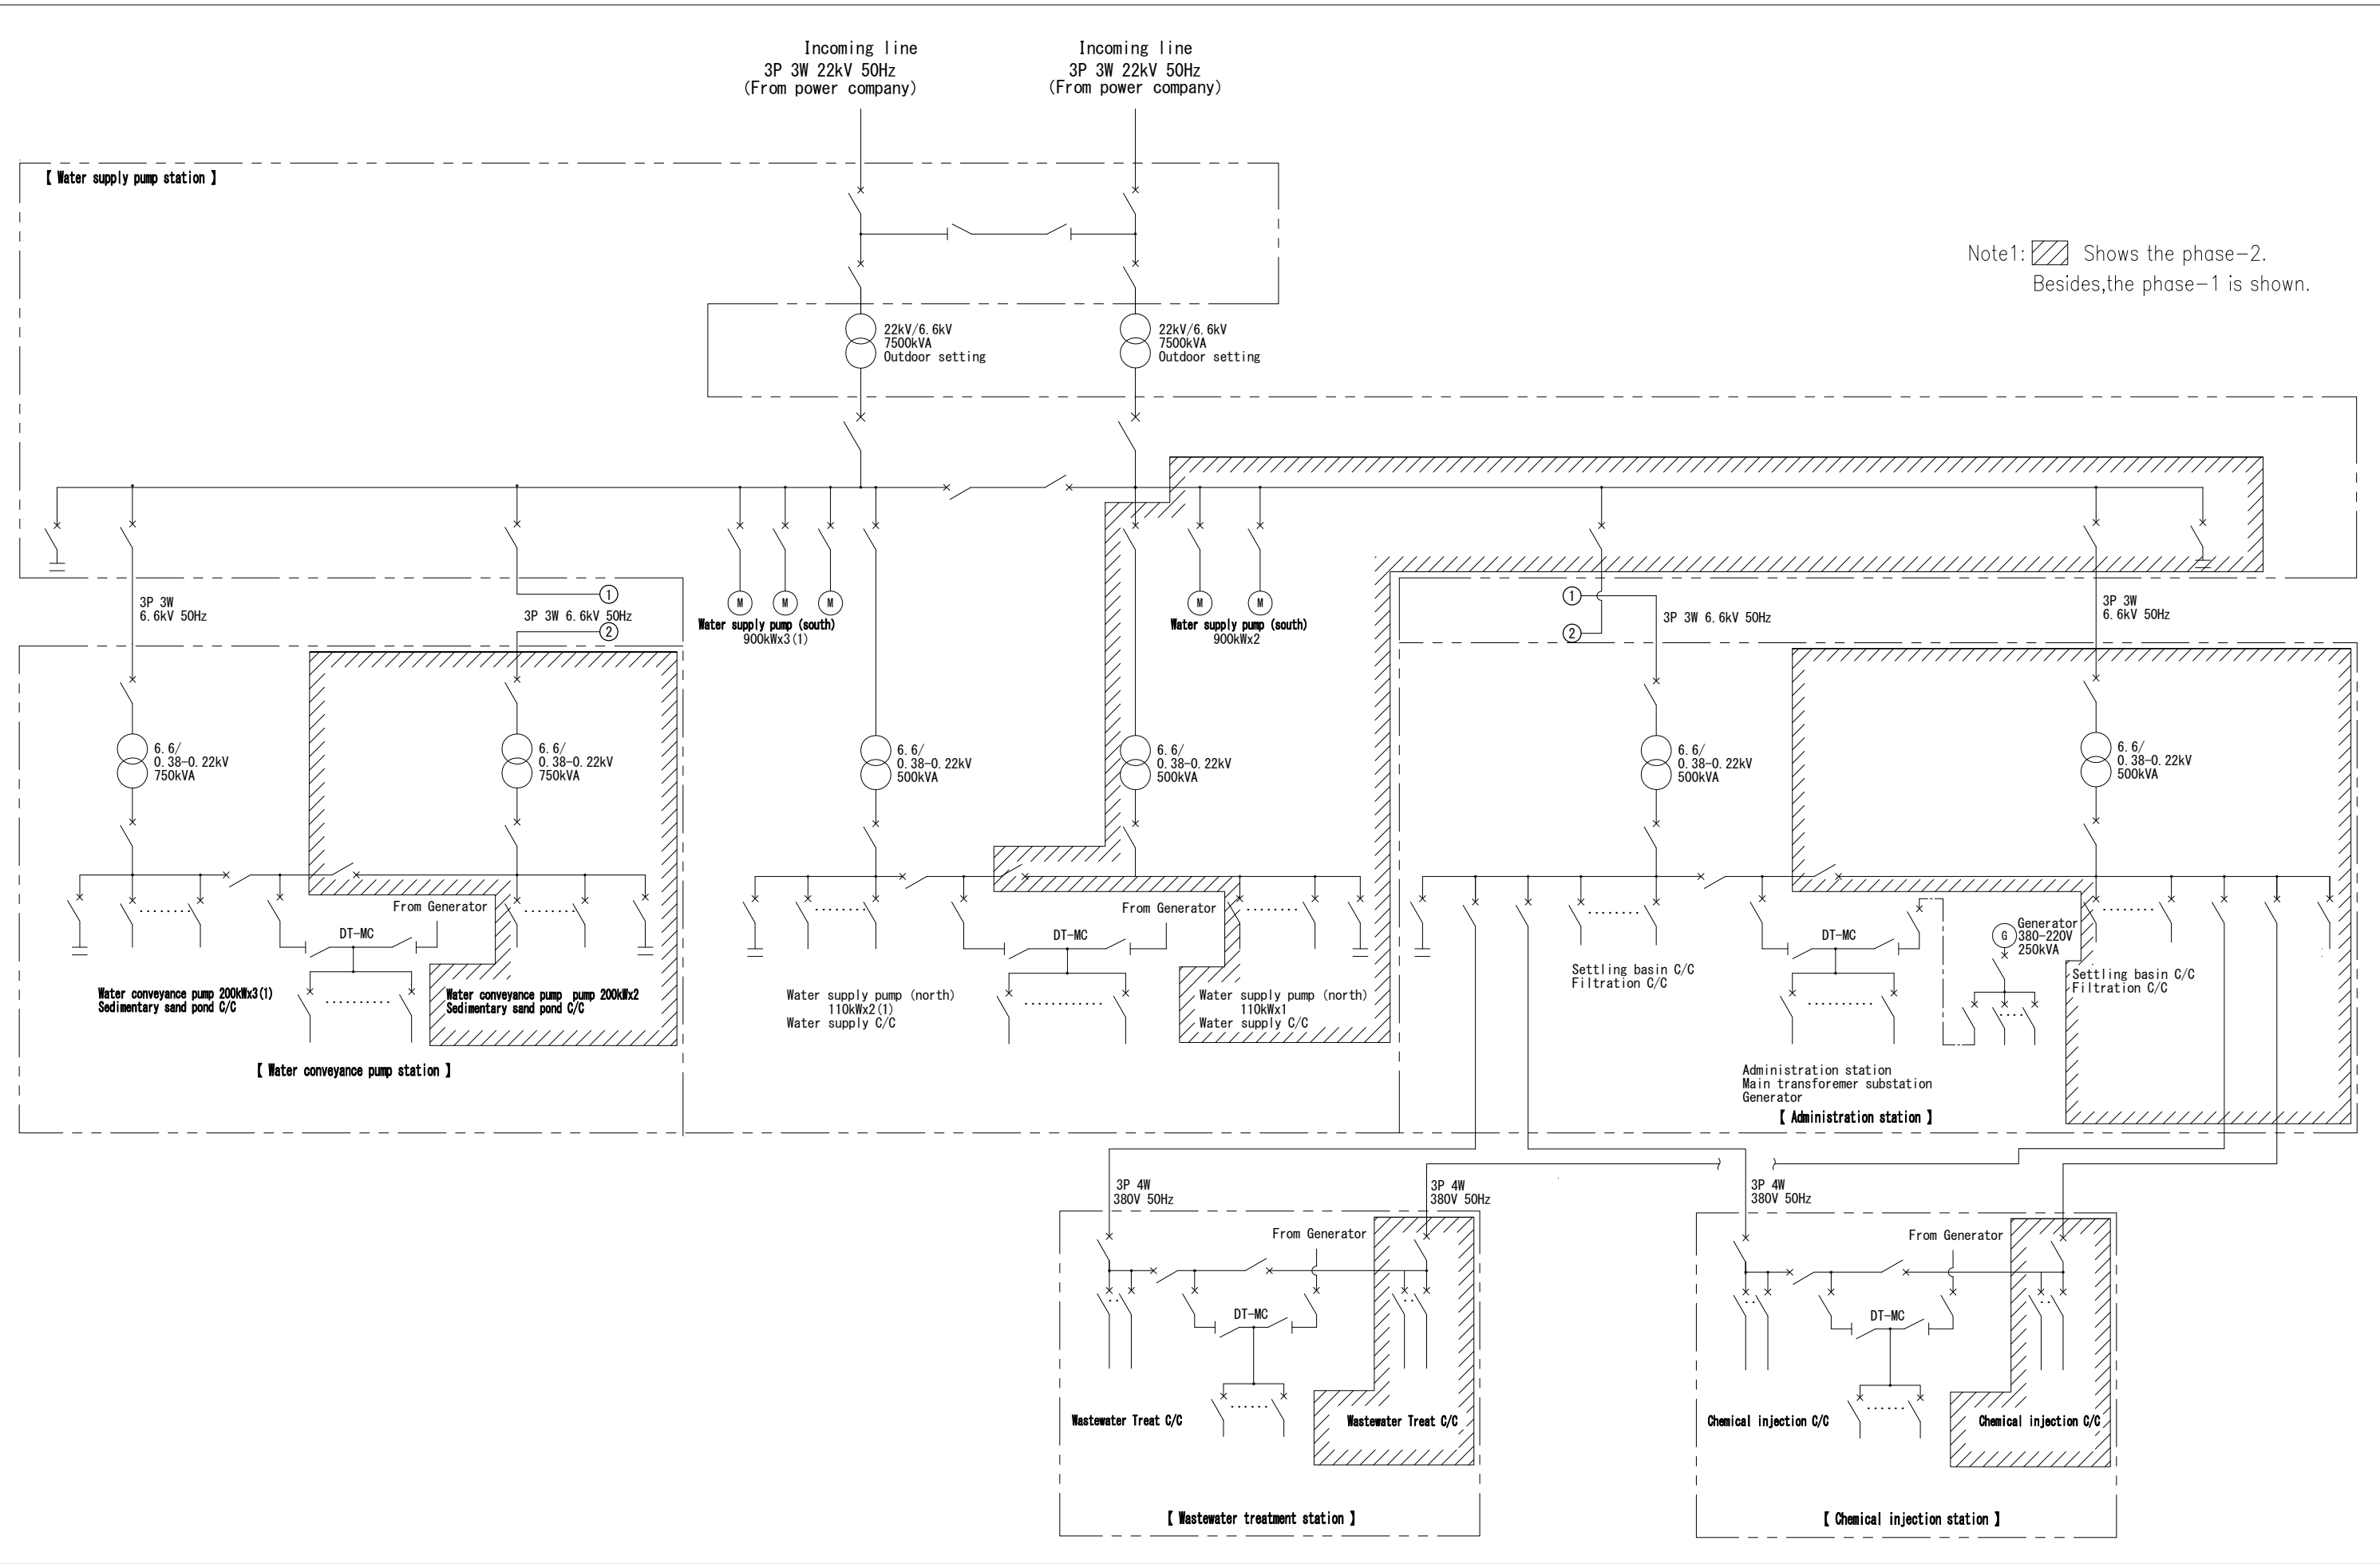 Incoming line
3P 3W 22kV 50Hz
(From power company)
Incoming line
3P 3W 22kV 50Hz
(From power company)
【 Water supply pump station 】
Note1: Shows the phase-2.
Besides,the phase-1 is shown.
22kV/6.6kV
7500kVA
Outdoor setting
22kV/6.6kV
7500kVA
Outdoor setting
3P 3W
6.6kV 50Hz
1
3P 3W 6.6kV 50Hz
2
M
M
M
Water supply pump (south)
900kWx3(1)
M
M
Water supply pump (south)
900kWx2
1
2
3P 3W 6.6kV 50Hz
3P 3W
6.6kV 50Hz
6.6/
0.38-0.22kV
750kVA
6.6/
0.38-0.22kV
750kVA
6.6/
0.38-0.22kV
500kVA
6.6/
0.38-0.22kV
500kVA
6.6/
0.38-0.22kV
500kVA
6.6/
0.38-0.22kV
500kVA
From Generator
DT-MC
Water conveyance pump 200kWx3(1)
Sedimentary sand pond C/C
Water conveyance pump  pump 200kWx2
Sedimentary sand pond C/C
【 Water conveyance pump station 】
From Generator
DT-MC
Water supply pump (north)
110kWx2(1)
Water supply C/C
Water supply pump (north)
110kWx1
Water supply C/C
Settling basin C/C
Filtration C/C
DT-MC
G
Generator
380-220V
250kVA
Settling basin C/C
Filtration C/C
Administration station
Main transforemer substation
Generator
【 Administration station 】
3P 4W
380V 50Hz
3P 4W
380V 50Hz
3P 4W
380V 50Hz
From Generator
DT-MC
Wastewater Treat C/C
Wastewater Treat C/C
【 Wastewater treatment station 】
From Generator
DT-MC
Chemical injection C/C
Chemical injection C/C
【 Chemical injection station 】